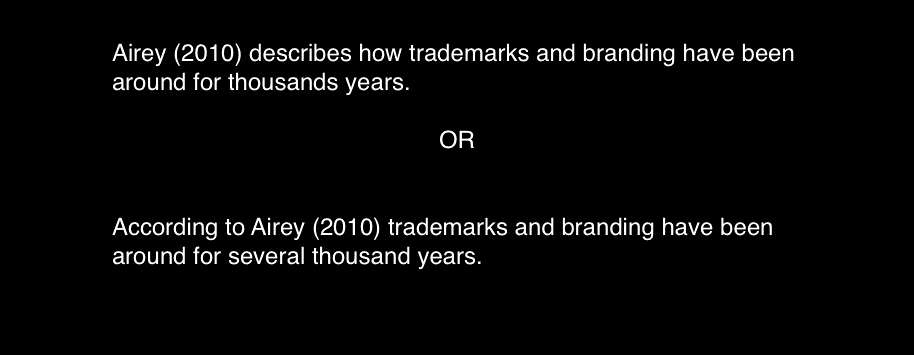 Airey (2010) describes how trademarks and branding have been
around for thousands years.
OR
According to Airey (2010) trademarks and branding have been
around for several thousand years.